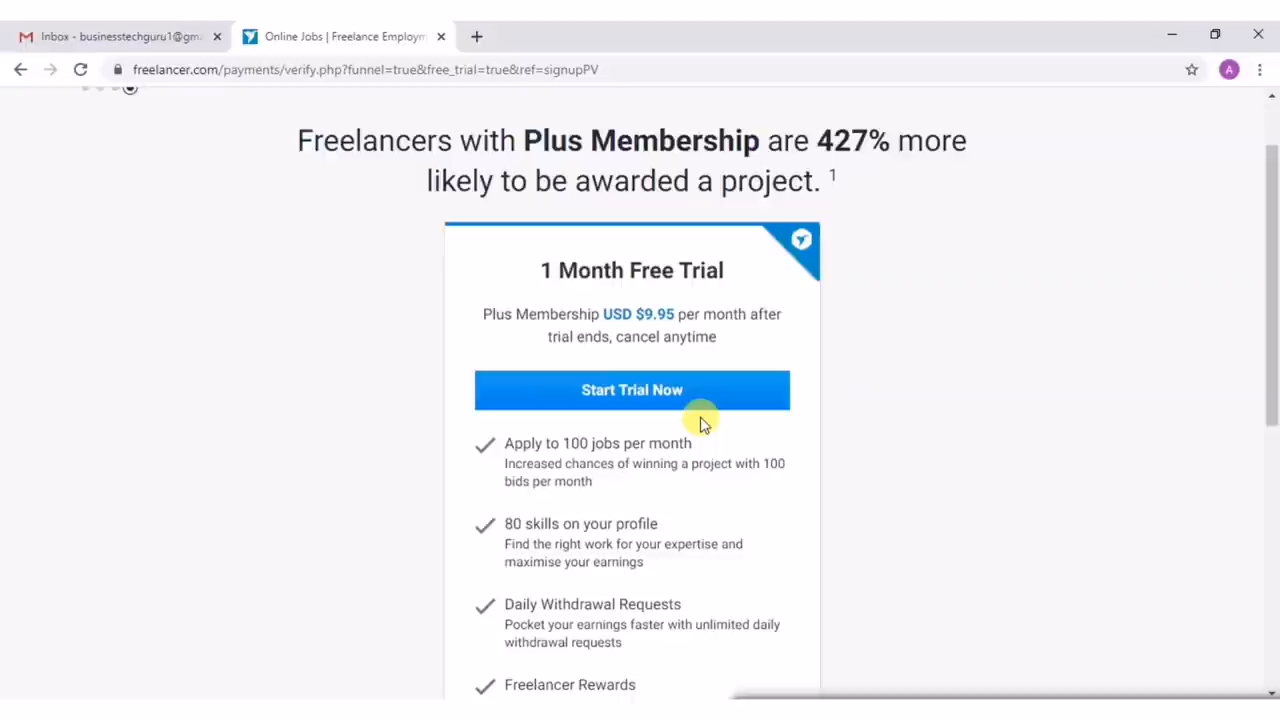 Inbox - businesstechguru1@gma
Online Jobs | Freelance Employm
freelancer.com/payments/verify.php?funnel=true&free_trial=true&ref=signupPV
A
Freelancers with Plus Membership are 427% more
likely to be awarded a project. 1
1 Month Free Trial
Plus Membership USD $9.95 per month after
trial ends, cancel anytime
Start Trial Now
Apply to 100 jobs per month
Increased chances of winning a project with 100
bids per month
80 skills on your profile
Find the right work for your expertise and
maximise your earnings
Daily Withdrawal Requests
Pocket your earnings faster with unlimited daily
withdrawal requests
Freelancer Rewards